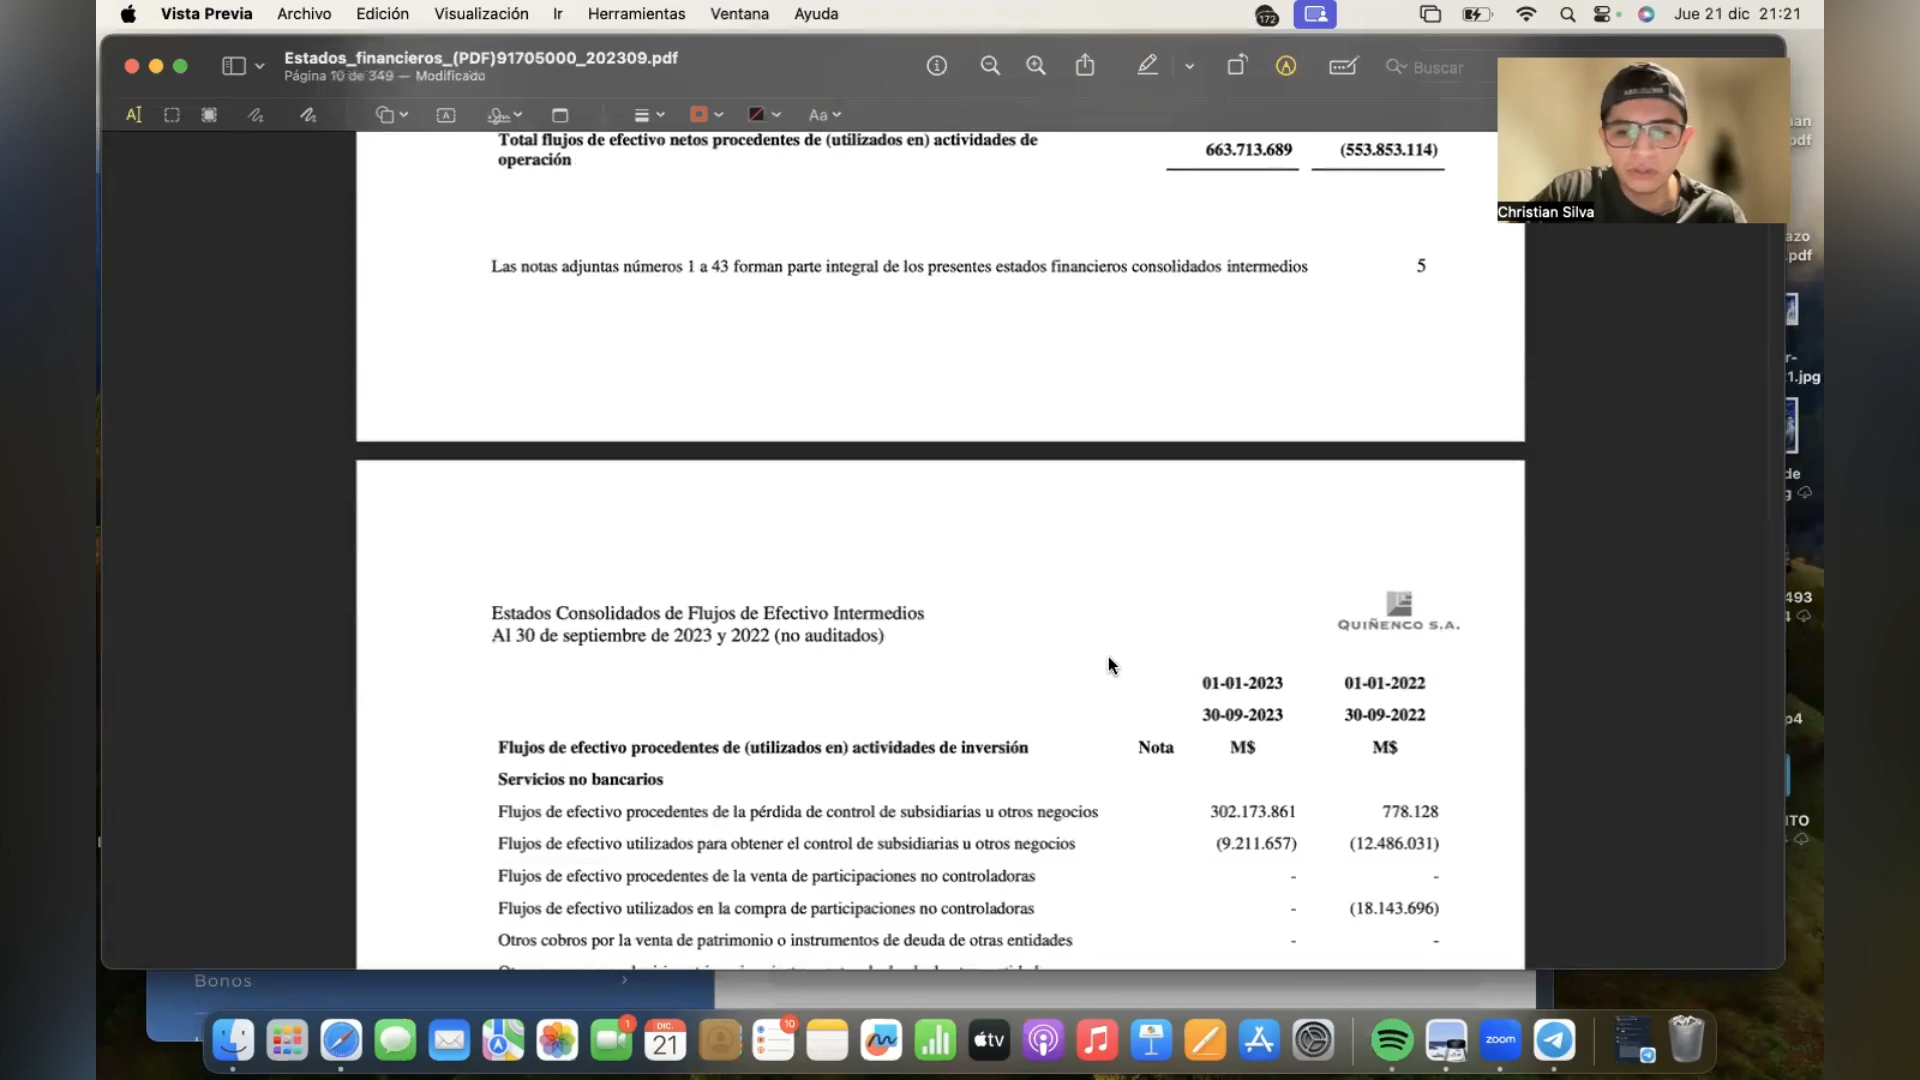 Vista Previa Archivo Edición Visualización Ir Herramientas Ventana Ayuda
172
Jue 21 dic 21:21
Estados_financieros_(PDF)91705000_202309.pdf
Página 10 de 349 — Modificado
Buscar
Aa
Christian Silva
Total flujos de efectivo netos procedentes de (utilizados en) actividades de
operación
663.713.689 (553.853.114)
Las notas adjuntas números 1 a 43 forman parte integral de los presentes estados financieros consolidados intermedios 5
Estados Consolidados de Flujos de Efectivo Intermedios
Al 30 de septiembre de 2023 y 2022 (no auditados)
QUIÑENCO S.A.
01-01-2023 01-01-2022
30-09-2023 30-09-2022
Flujos de efectivo procedentes de (utilizados en) actividades de inversión Nota M$ M$
Servicios no bancarios
Flujos de efectivo procedentes de la pérdida de control de subsidiarias u otros negocios 302.173.861 778.128
Flujos de efectivo utilizados para obtener el control de subsidiarias u otros negocios (9.211.657) (12.486.031)
Flujos de efectivo procedentes de la venta de participaciones no controladoras - -
Flujos de efectivo utilizados en la compra de participaciones no controladoras - (18.143.696)
Otros cobros por la venta de patrimonio o instrumentos de deuda de otras entidades - -
Bonos
1
DIC.
21
10
tv
zoom